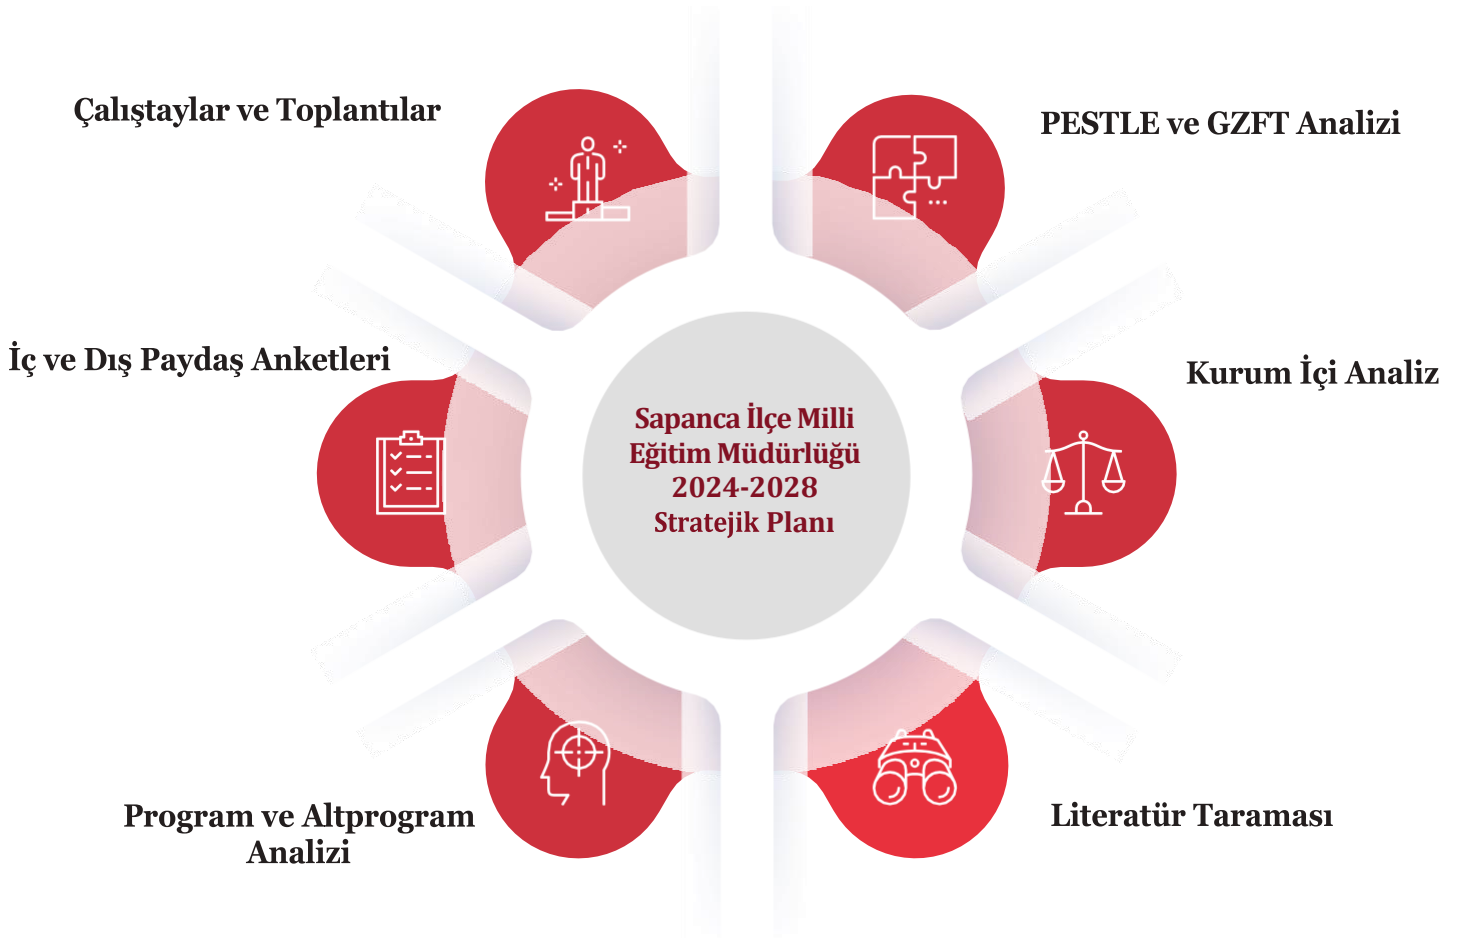 Çalıştaylar ve Toplantılar
PESTLE ve GZFT Analizi
İç ve Dış Paydaş Anketleri
Kurum İçi Analiz
Sapanca İlçe Milli
Eğitim Müdürlüğü
2024-2028
Stratejik Planı
Program ve Altprogram
Analizi
Literatür Taraması